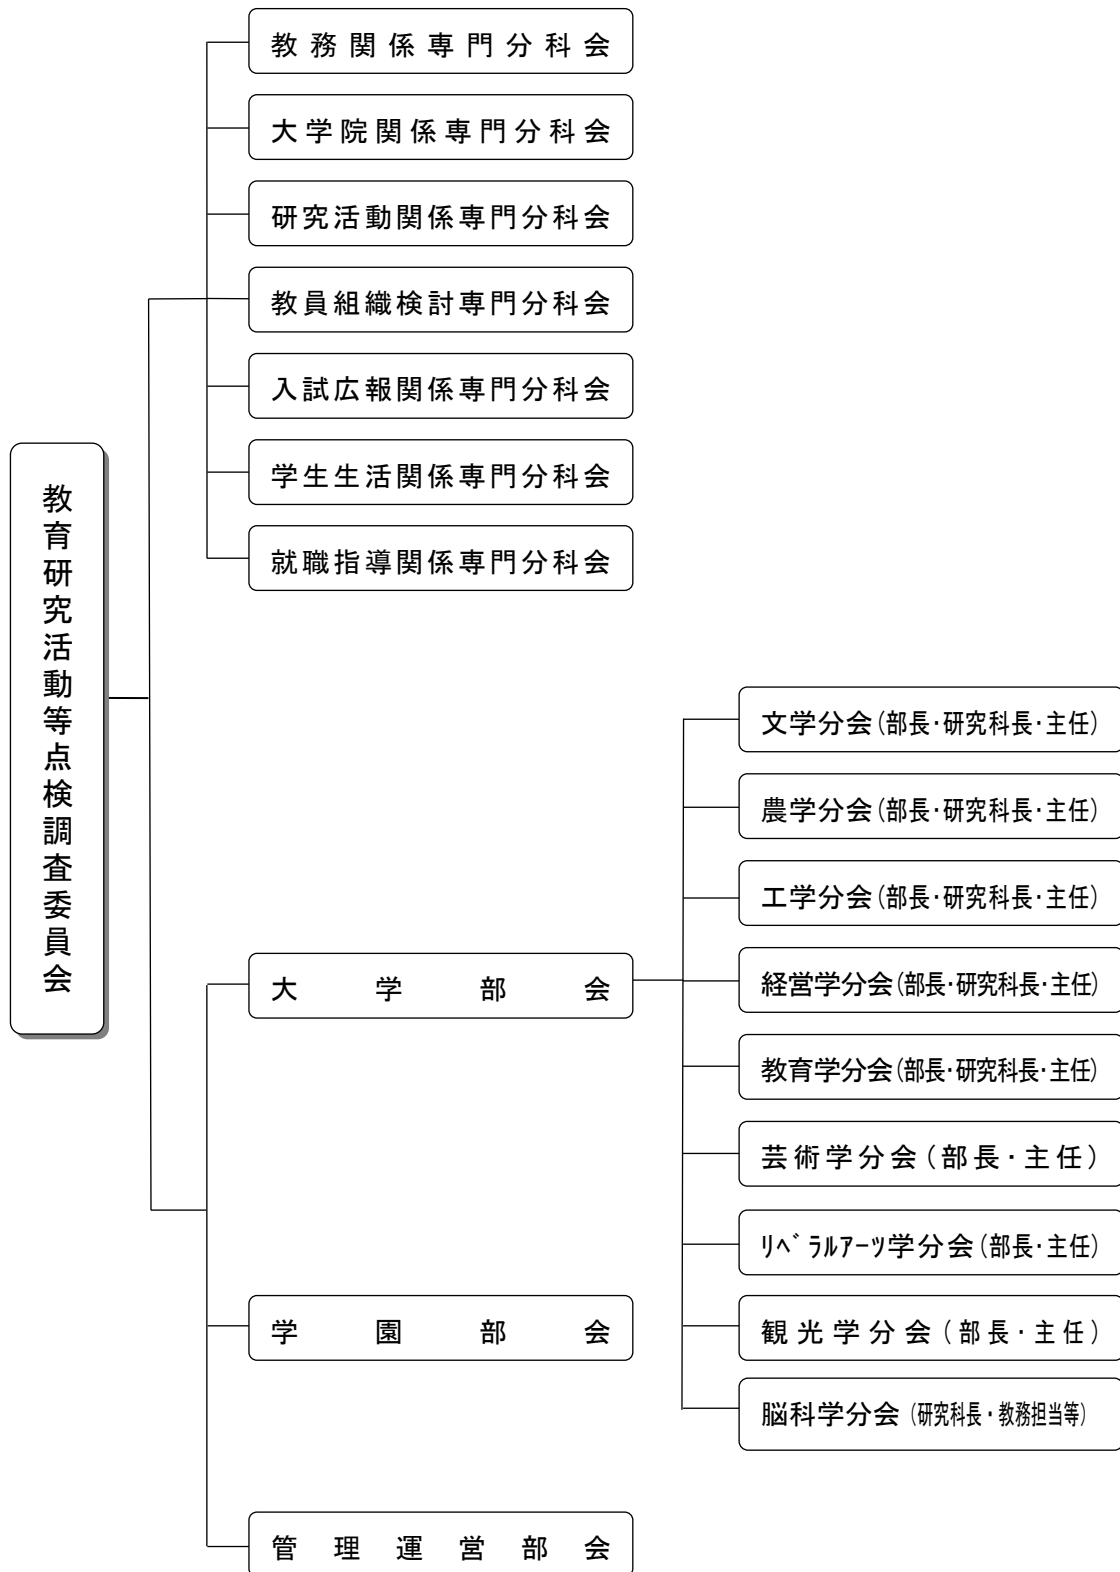 教育研究活動等点検調査委員会
教務関係専門分科会
大学院関係専門分科会
研究活動関係専門分科会
教員組織検討専門分科会
入試広報関係専門分科会
学生生活関係専門分科会
就職指導関係専門分科会
大学部会
文学分会(部長・研究科長・主任)
農学分会(部長・研究科長・主任)
工学分会(部長・研究科長・主任)
経営学分会(部長・研究科長・主任)
教育学分会(部長・研究科長・主任)
芸術学分会(部長・主任)
ﾘﾍﾞﾗﾙｱｰﾂ学分会(部長・主任)
観光学分会(部長・主任)
脳科学分会(研究科長・教務担当等)
学園部会
管理運営部会